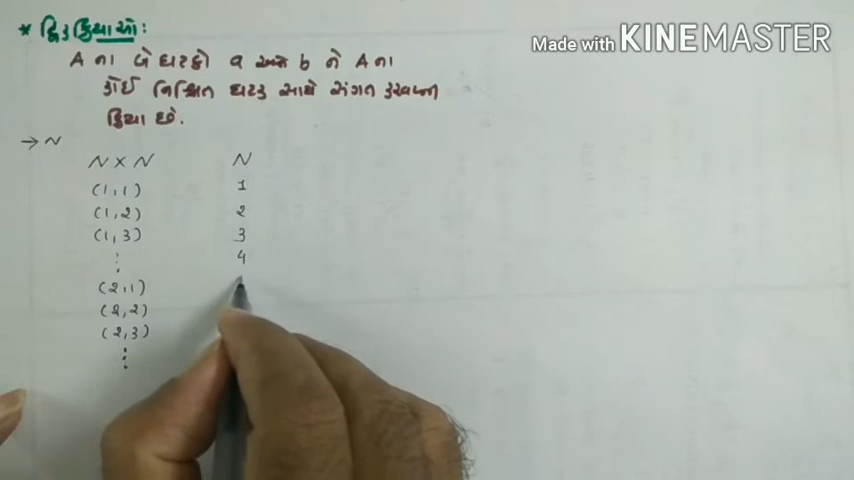 * દ્વિક્ ક્રિયાઓ:
Made with KINEMASTER
A ના બે ઘટકો a અને b ને A ના
કોઈ નિશ્ચિત ઘટક સાથે સંગત કરવાની
ક્રિયા છે.
→ N
N × N N
(1,1) 1
(1,2) 2
(1,3) 3
⋮ 4
(2,1)
(2,2)
(2,3)
⋮